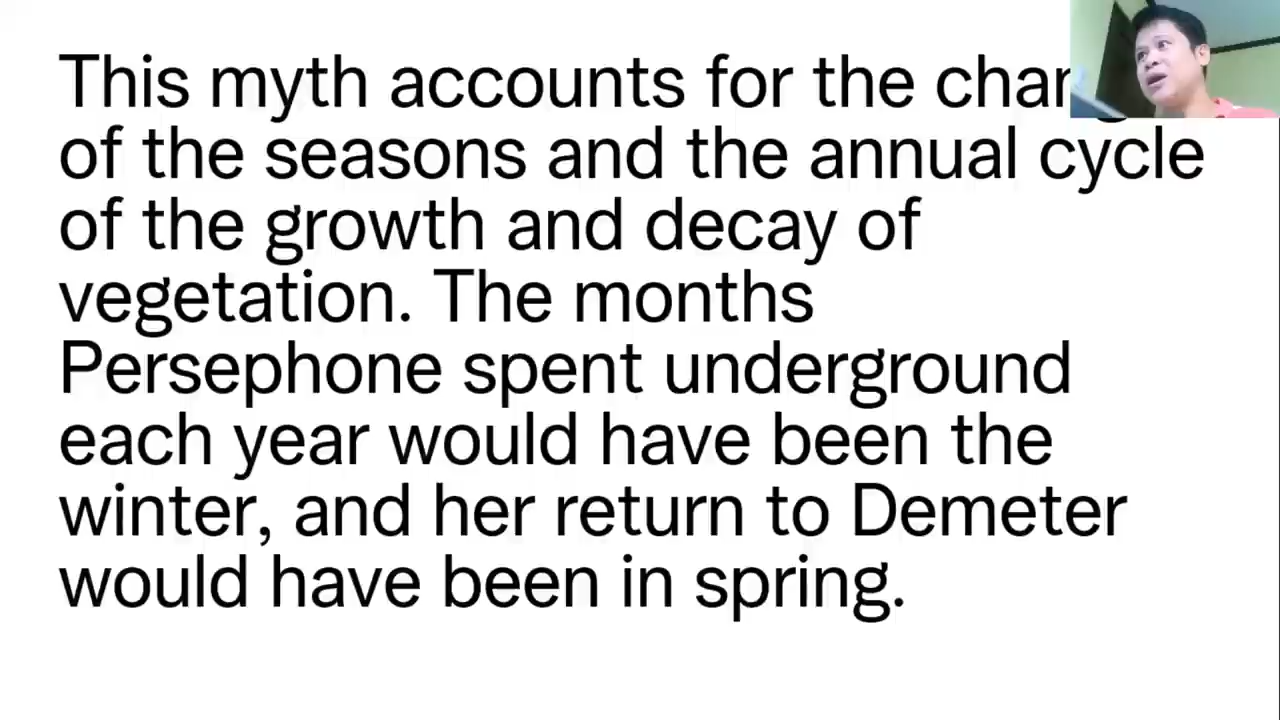 This myth accounts for the
of the seasons and the annual cycle
of the growth and decay of
vegetation. The months
Persephone spent underground
each year would have been the
winter, and her return to Demeter
would have been in spring.